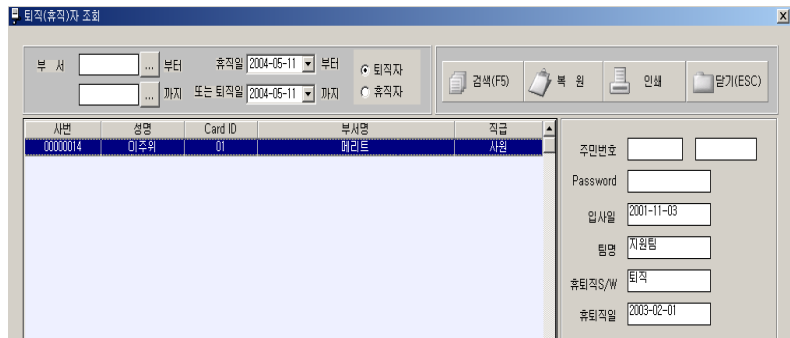 퇴직(휴직)자 조회
부 서 ... 부터 휴직일 2004-05-11 부터 퇴직자
... 까지 또는 퇴직일 2004-05-11 까지 휴직자
검색(F5) 복 원 인쇄 닫기(ESC)
사번 성명 Card ID 부서명 직급
00000014 이주위 01 메리트 사원
주민번호
Password
입사일 2001-11-03
팀명 지원팀
휴퇴직S/W 퇴직
휴퇴직일 2003-02-01